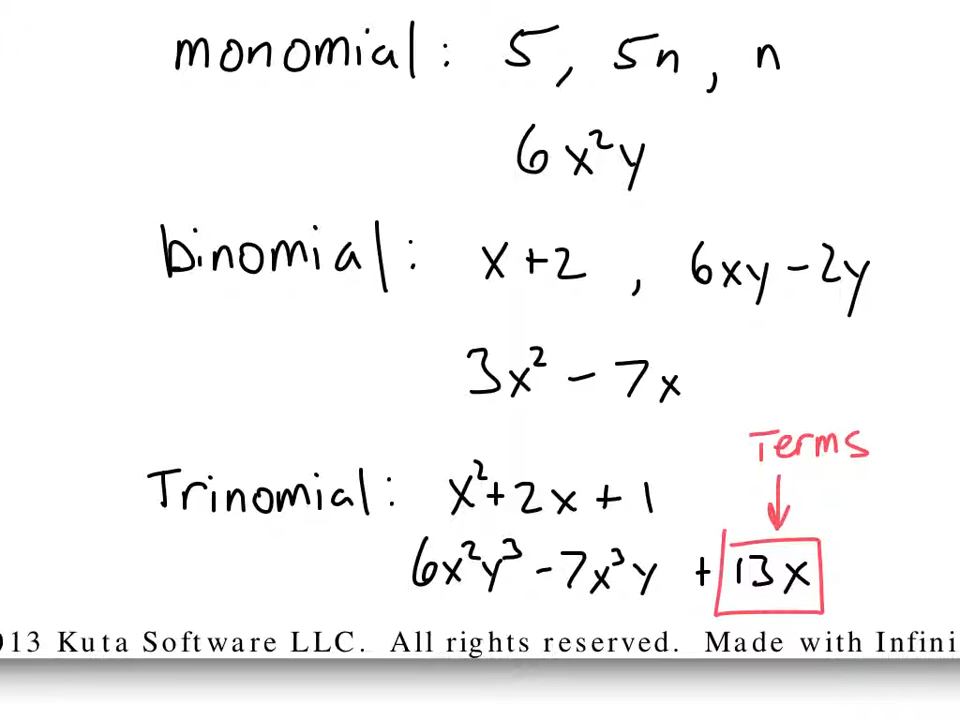 monomial: 5, 5n, n
6x²y
binomial: x+2, 6xy-2y
3x² - 7x
Terms
Trinomial: x²+2x+1
6x²y³ -7x³y +13x
013 Kuta Software LLC. All rights reserved. Made with Infini